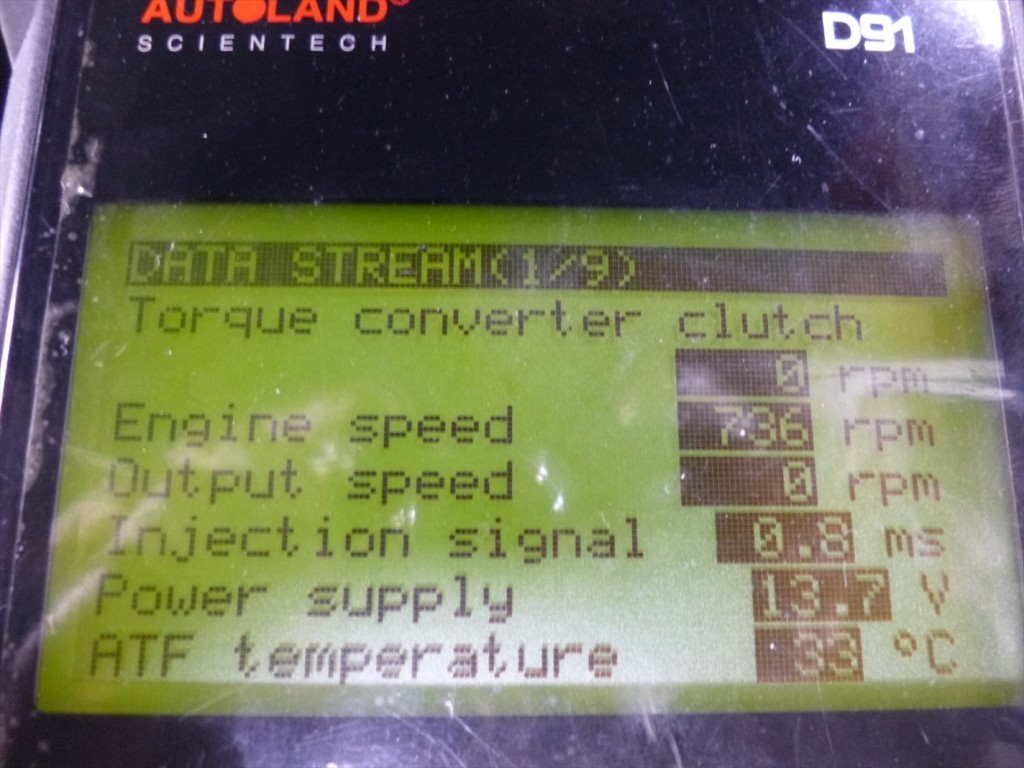 AUTOLAND®
SCIENTECH
D91
DATA STREAM(1/9)
Torque converter clutch
0 rpm
Engine speed 736 rpm
Output speed 0 rpm
Injection signal 0.8 ms
Power supply 13.7 V
ATF temperature 33 °C